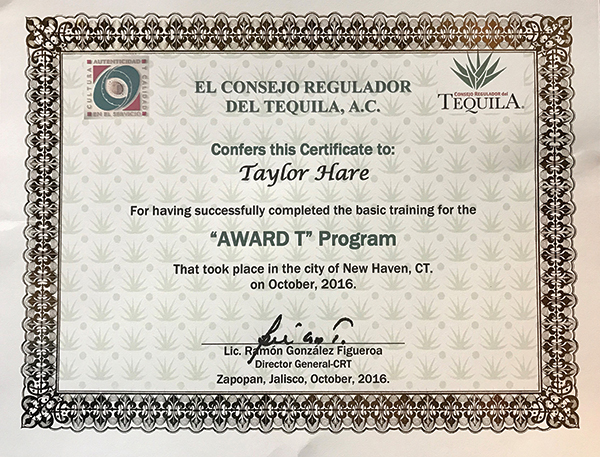 AUTENTICIDAD
CULTURA
Y CALIDAD
EN EL SERVICIO
EL CONSEJO REGULADOR
DEL TEQUILA, A.C.
CONSEJO REGULADOR del
TEQUILA
Confers this Certificate to:
Taylor Hare
For having successfully completed the basic training for the
“AWARD T” Program
That took place in the city of New Haven, CT.
on October, 2016.
Lic. Ramón González Figueroa
Director General-CRT
Zapopan, Jalisco, October, 2016.